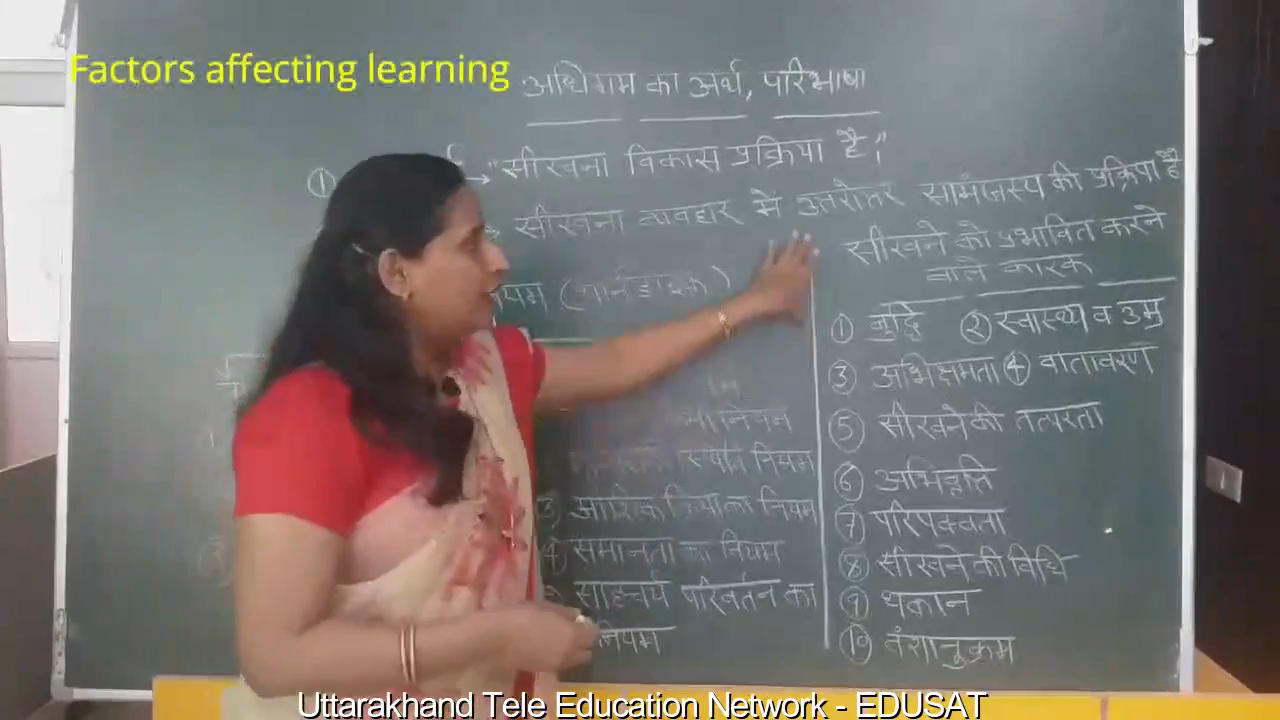 Factors affecting learning
अधिगम का अर्थ, परिभाषा
① "सीखना विकास प्रक्रिया है।"
सीखना व्यवहार में उतरोत्तर सामंजस्य की प्रक्रिया है
(थार्नडाइक)
नियम
③ आंशिक क्रिया का नियम
④ समानता का नियम
साहचर्य परिवर्तन का
नियम
सीखने को प्रभावित करने
वाले कारक
① बुद्धि ② स्वास्थ्य व उम्र
③ अभिक्षमता ④ वातावरण
⑤ सीखने की तत्परता
⑥ अभिवृत्ति
⑦ परिपक्वता
⑧ सीखने की विधि
⑨ थकान
⑩ वंशानुक्रम
Uttarakhand Tele Education Network - EDUSAT